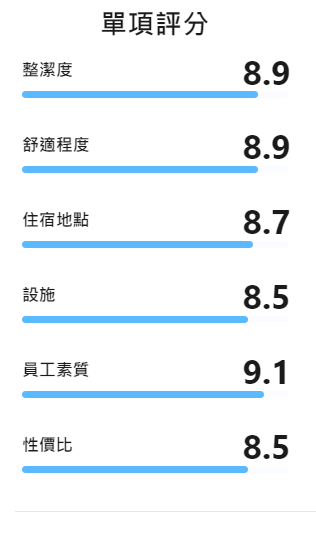 單項評分
整潔度 8.9
舒適程度 8.9
住宿地點 8.7
設施 8.5
員工素質 9.1
性價比 8.5